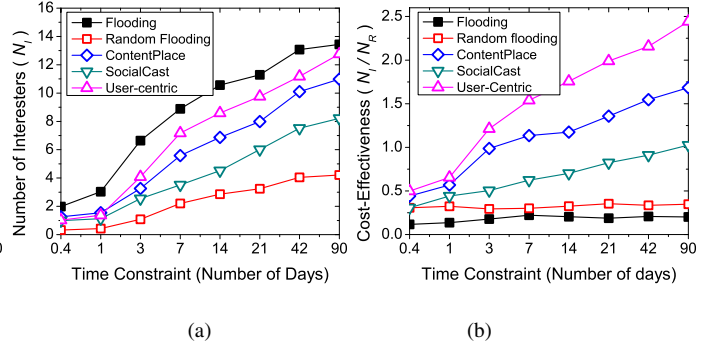 Flooding
Random Flooding
ContentPlace
SocialCast
User-centric
Number of Interesters ( N_I )
16
14
12
10
8
6
4
2
0
0.4 1 3 7 14 21 42 90
Time Constraint (Number of Days)
(a)
Flooding
Random flooding
ContentPlace
SocialCast
User-Centric
Cost-Effectiveness ( N_I / N_R )
2.5
2.0
1.5
1.0
0.5
0.0
0.4 1 3 7 14 21 42 90
Time Constraint (Number of days)
(b)
0